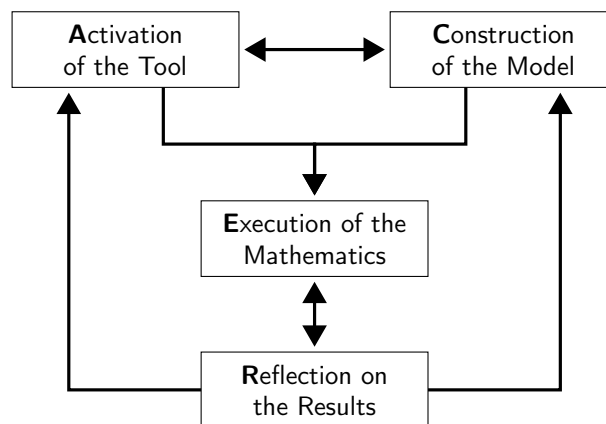 Activation
of the Tool
Construction
of the Model
Execution of the
Mathematics
Reflection on
the Results